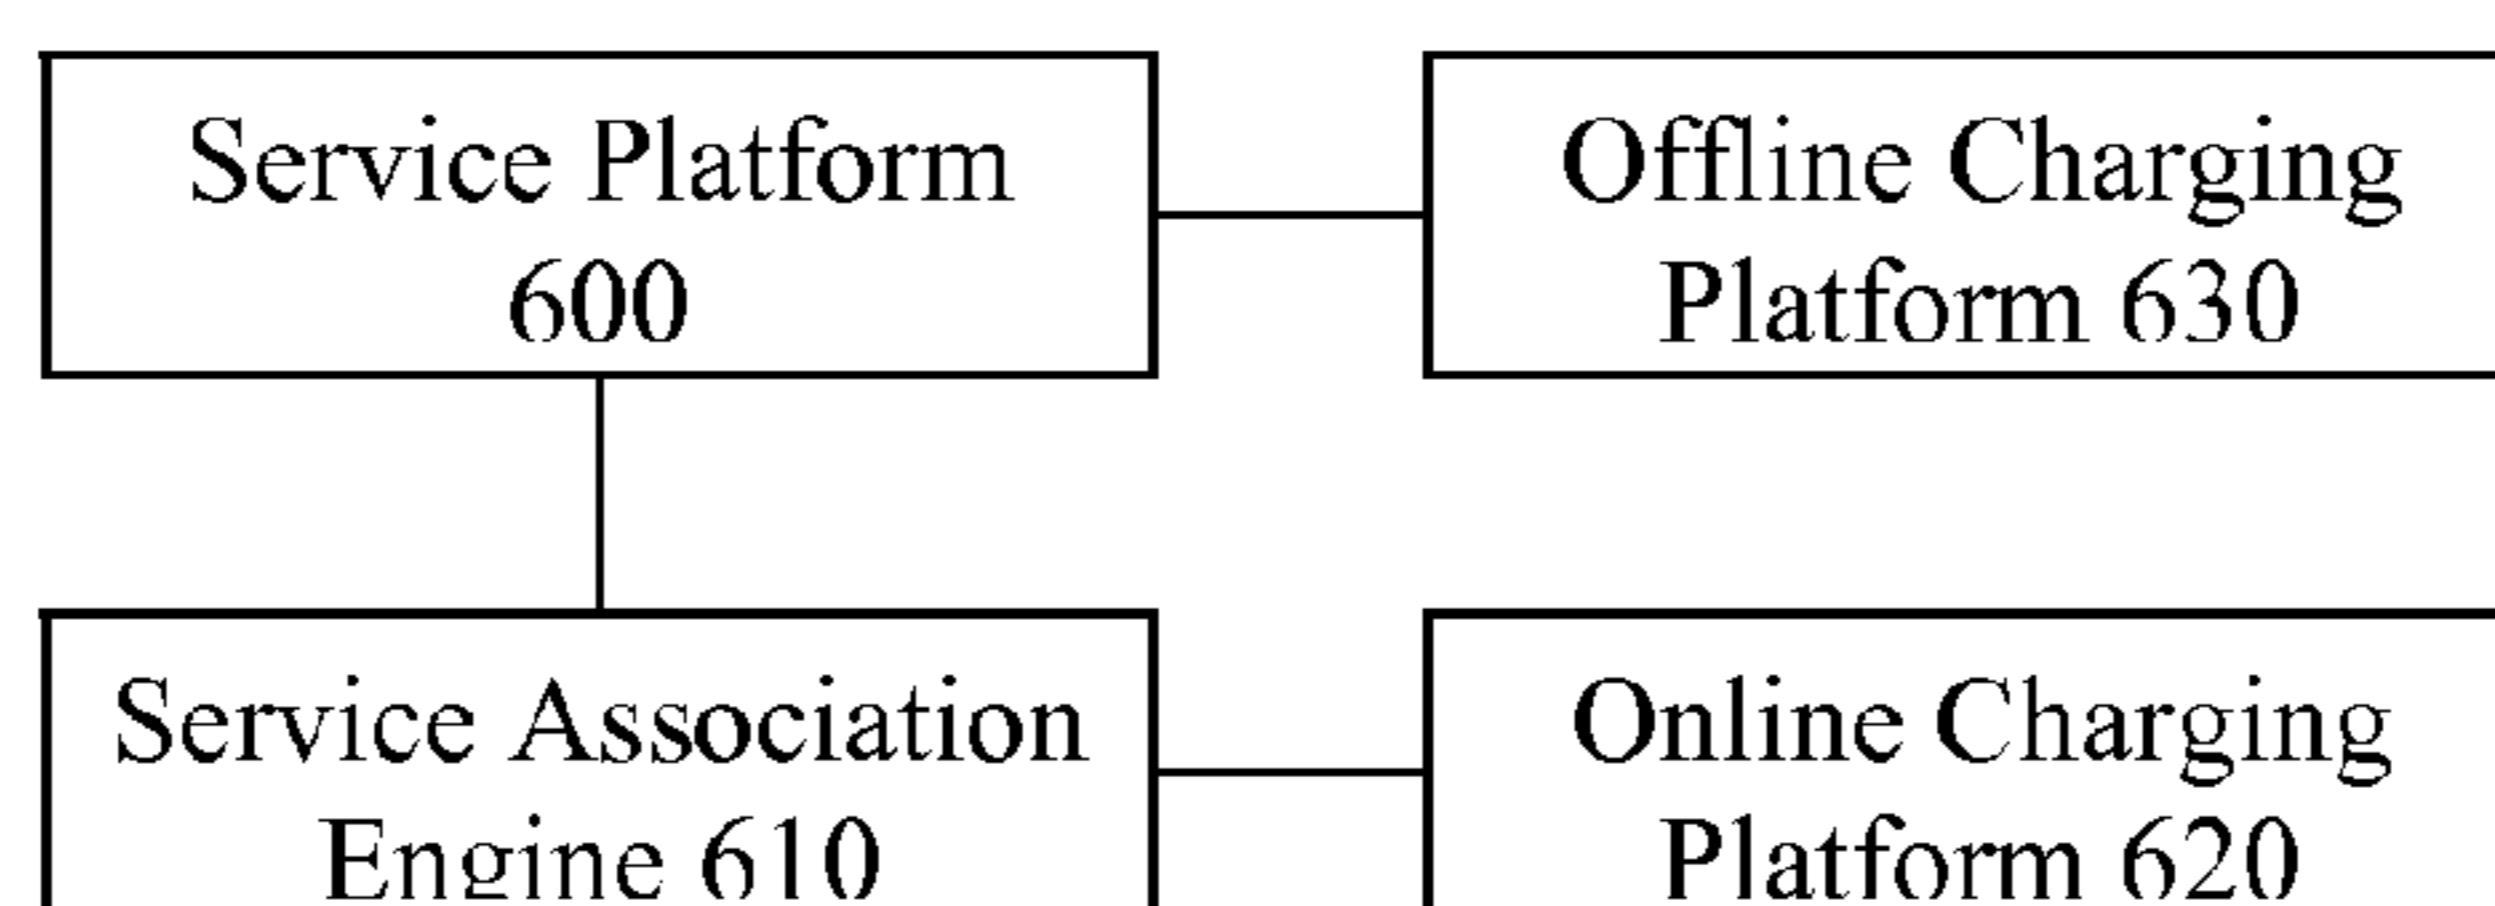 Service Platform
600
Offline Charging
Platform 630
Service Association
Engine 610
Online Charging
Platform 620